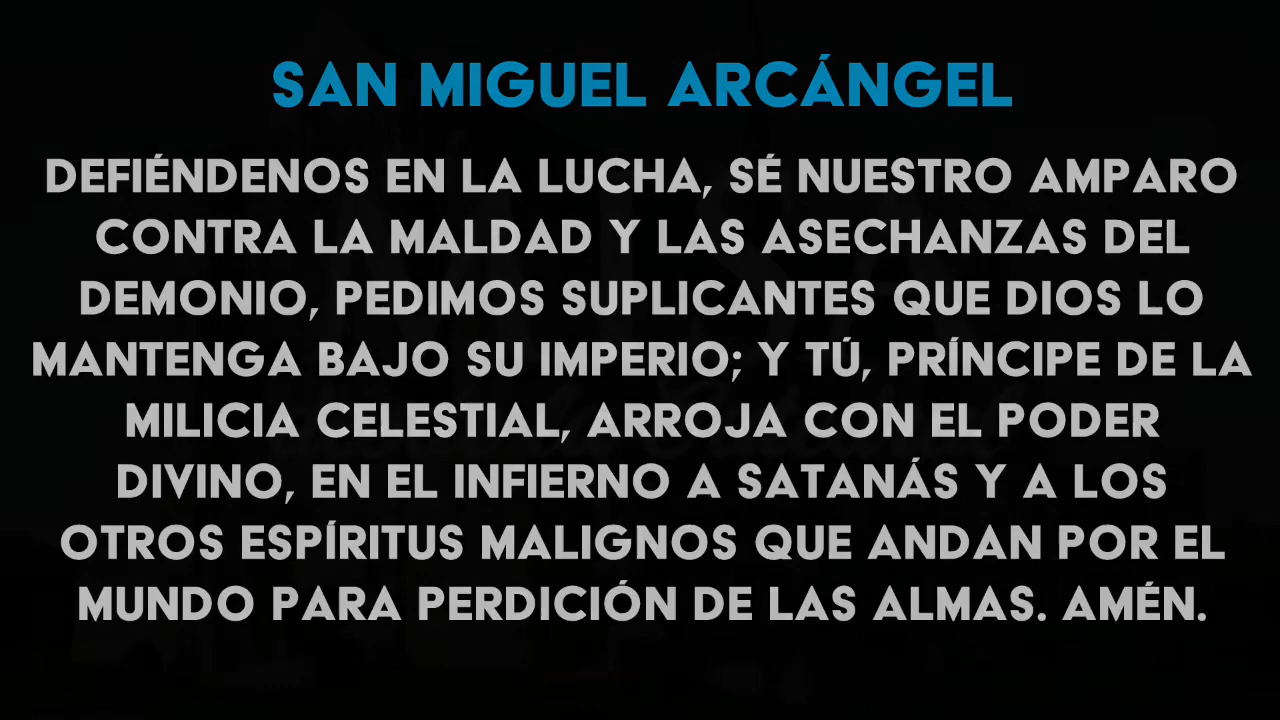 SAN MIGUEL ARCÁNGEL
DEFIÉNDENOS EN LA LUCHA, SÉ NUESTRO AMPARO
CONTRA LA MALDAD Y LAS ASECHANZAS DEL
DEMONIO, PEDIMOS SUPLICANTES QUE DIOS LO
MANTENGA BAJO SU IMPERIO; Y TÚ, PRÍNCIPE DE LA
MILICIA CELESTIAL, ARROJA CON EL PODER
DIVINO, EN EL INFIERNO A SATANÁS Y A LOS
OTROS ESPÍRITUS MALIGNOS QUE ANDAN POR EL
MUNDO PARA PERDICIÓN DE LAS ALMAS. AMÉN.